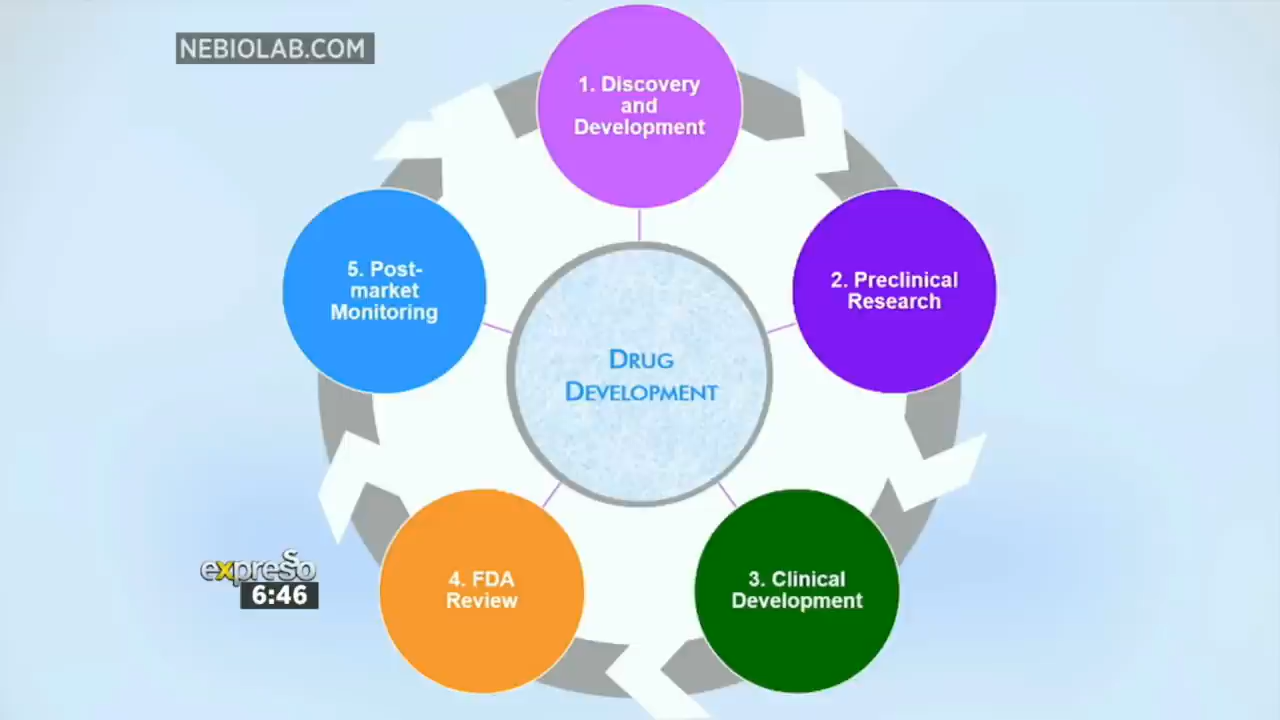 NEBIOLAB.COM
1. Discovery
and
Development
2. Preclinical
Research
3. Clinical
Development
4. FDA
Review
5. Post-
market
Monitoring
DRUG
DEVELOPMENT
expresso
6:46